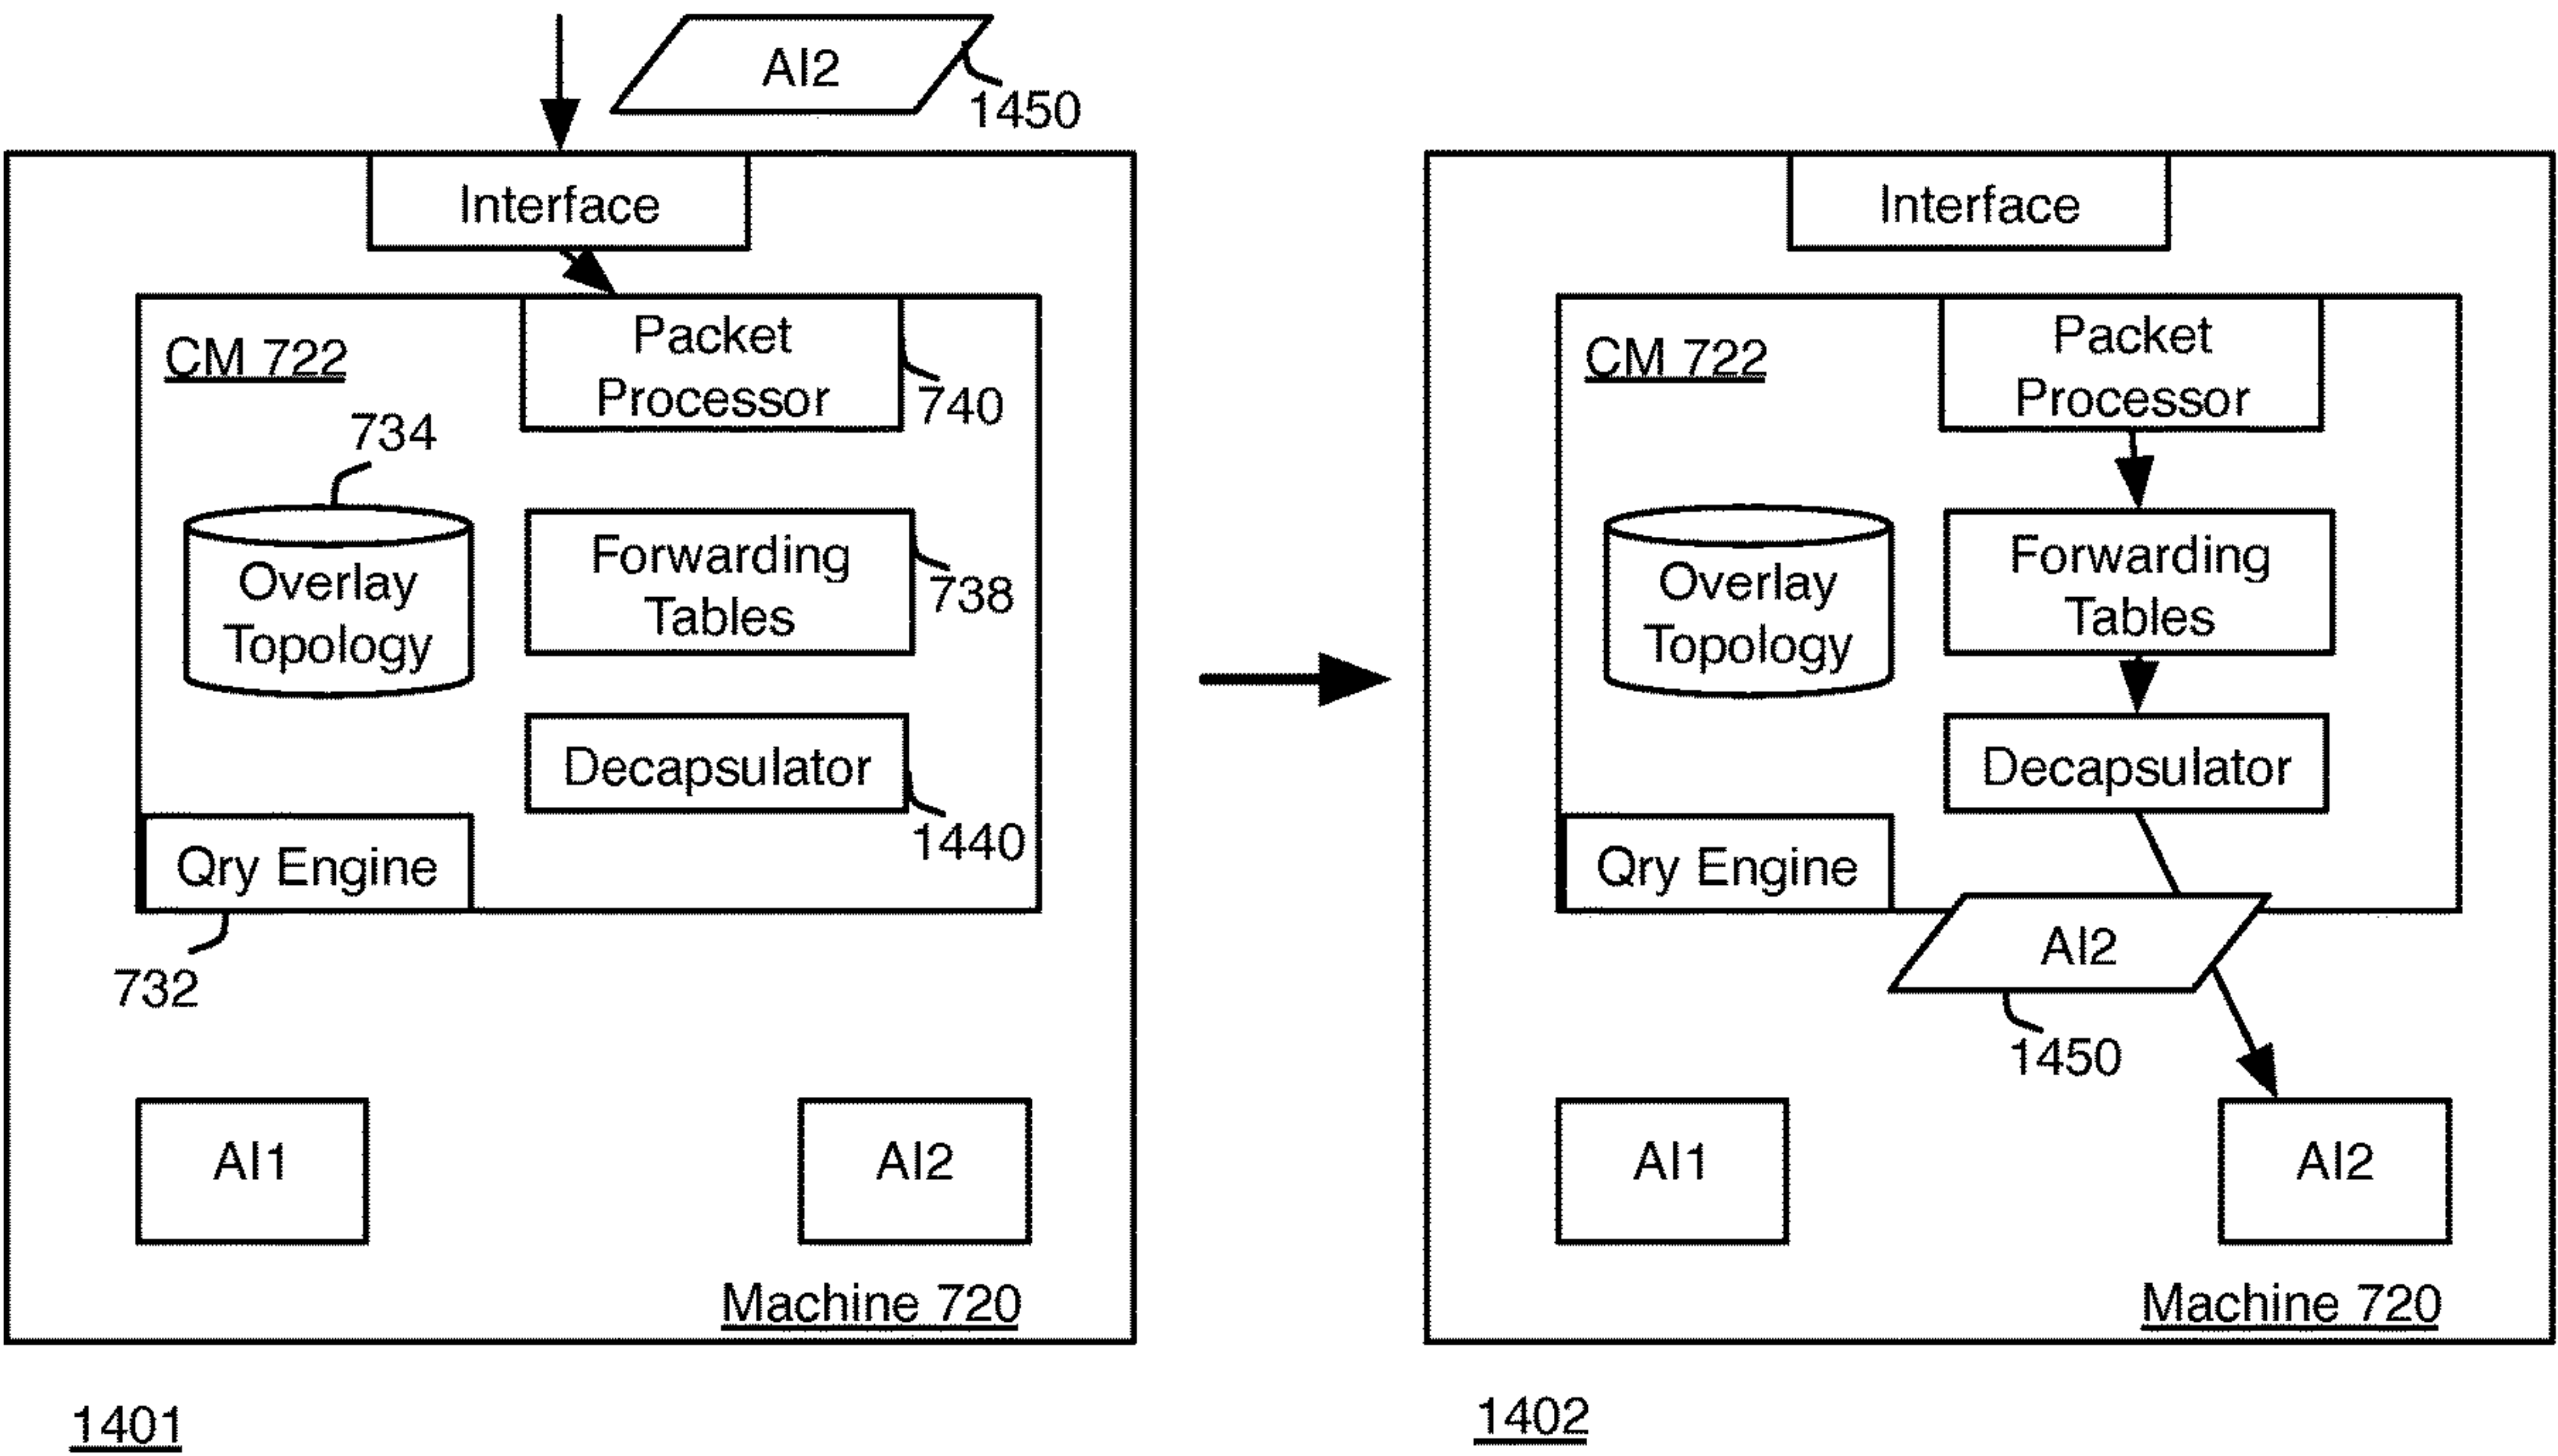 AI2
1450
Interface
Packet
Processor
CM 722
740
734
Overlay
Topology
Forwarding
Tables
738
Decapsulator
1440
Qry Engine
732
AI1
AI2
Machine 720
1401
Interface
Packet
Processor
CM 722
Overlay
Topology
Forwarding
Tables
Decapsulator
Qry Engine
AI2
1450
AI1
AI2
Machine 720
1402